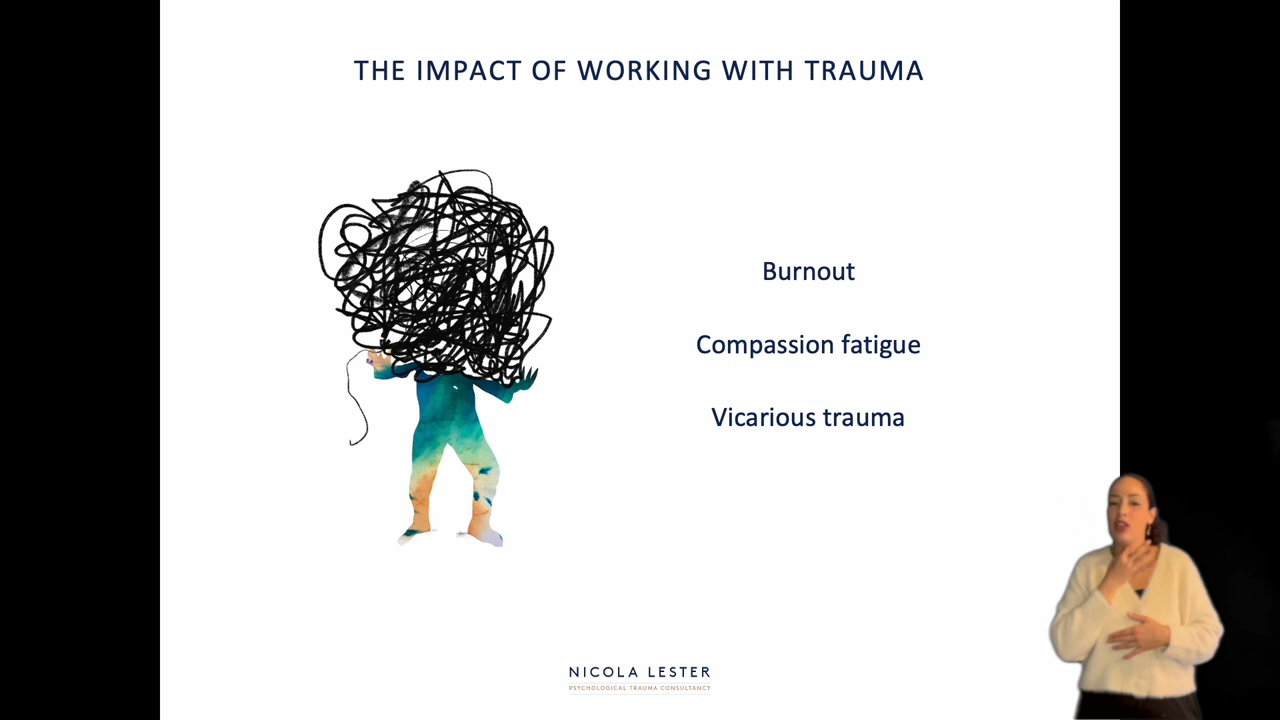 THE IMPACT OF WORKING WITH TRAUMA
Burnout
Compassion fatigue
Vicarious trauma
NICOLA LESTER
PSYCHOLOGICAL TRAUMA CONSULTANCY